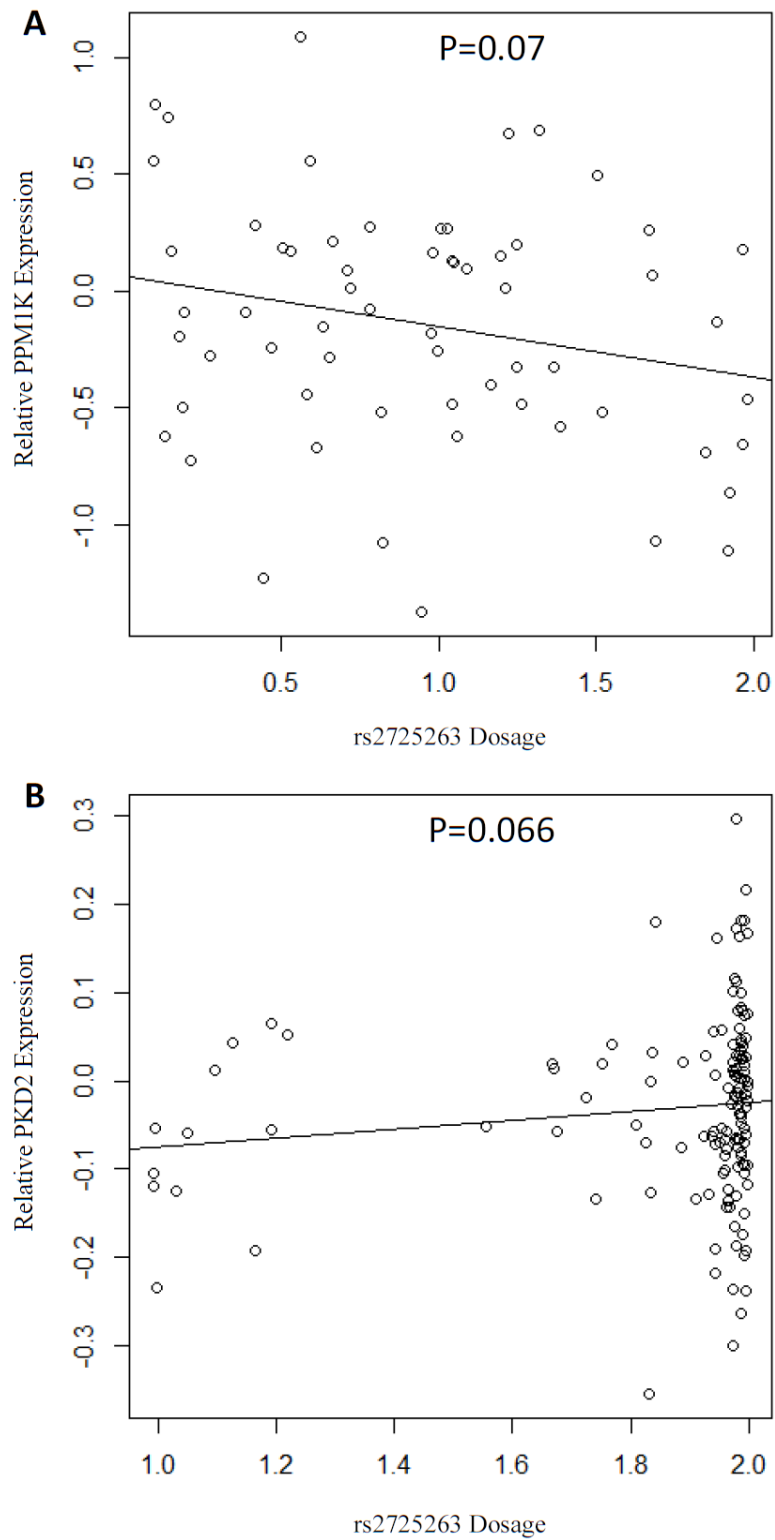 A
P=0.07
Relative PPM1K Expression
1.0
0.5
0.0
-0.5
-1.0
0.5 1.0 1.5 2.0
rs2725263 Dosage
B
P=0.066
Relative PKD2 Expression
0.3
0.2
0.1
0.0
-0.1
-0.2
-0.3
1.0 1.2 1.4 1.6 1.8 2.0
rs2725263 Dosage